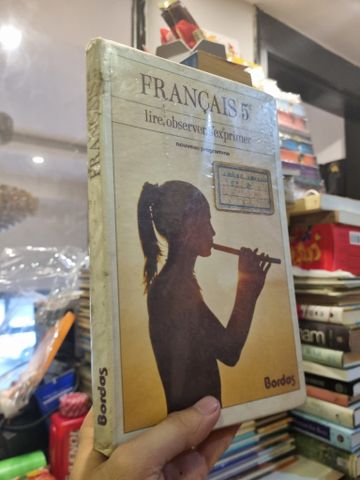 FRANÇAIS 5e
lire, observer, s'exprimer
nouveau programme
Bordas
FRANÇAIS
Bordas